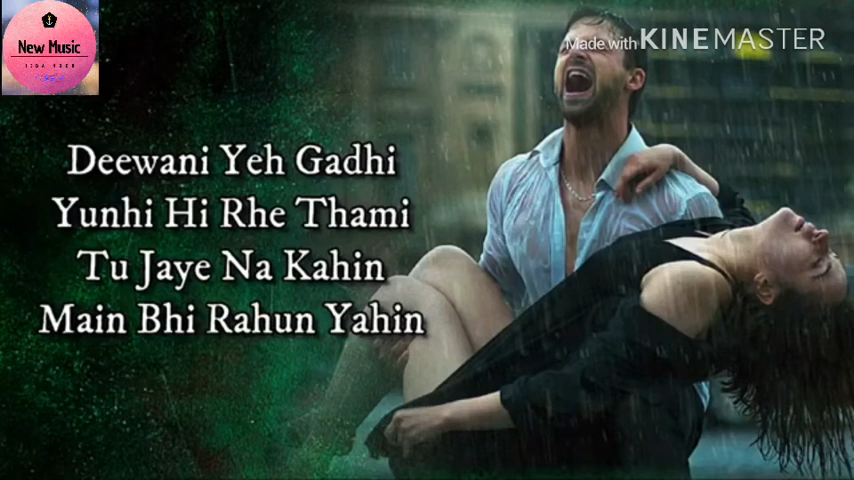 New Music
Made with KINEMASTER
Deewani Yeh Gadhi
Yunhi Hi Rhe Thami
Tu Jaye Na Kahin
Main Bhi Rahun Yahin